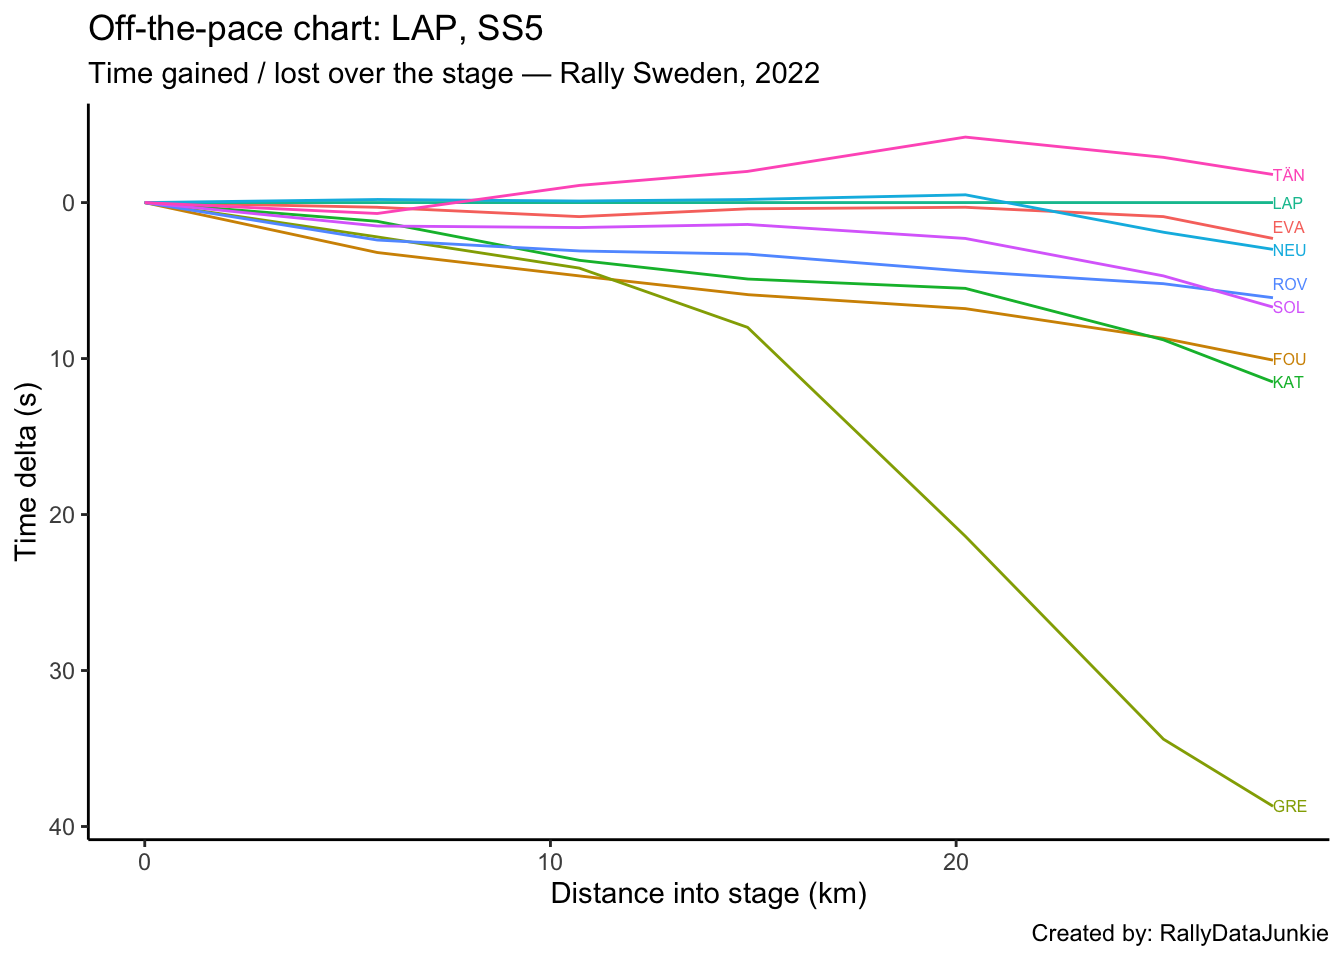 Off-the-pace chart: LAP, SS5
Time gained / lost over the stage — Rally Sweden, 2022
Time delta (s)
0
10
20
30
40
TÄN
LAP
EVA
NEU
ROV
SOL
FOU
KAT
GRE
0 10 20
Distance into stage (km)
Created by: RallyDataJunkie